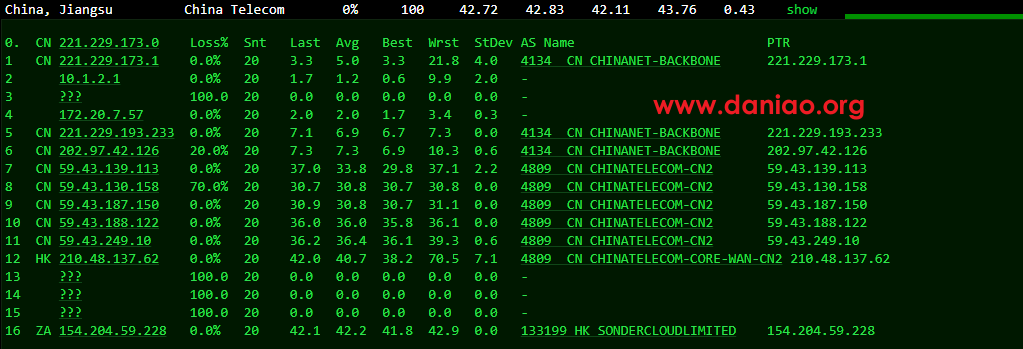 China, Jiangsu China Telecom 0% 100 42.72 42.83 42.11 43.76 0.43 show
0. CN 221.229.173.0 Loss% Snt Last Avg Best Wrst StDev AS Name PTR
1 CN 221.229.173.1 0.0% 20 3.3 5.0 3.3 21.8 4.0 4134 CN CHINANET-BACKBONE 221.229.173.1
2 10.1.2.1 0.0% 20 1.7 1.2 0.6 9.9 2.0 -
3 ??? 100.0 20 0.0 0.0 0.0 0.0 0.0 -
www.daniao.org
4 172.20.7.57 0.0% 20 2.0 2.0 1.7 3.4 0.3 -
5 CN 221.229.193.233 0.0% 20 7.1 6.9 6.7 7.3 0.0 4134 CN CHINANET-BACKBONE 221.229.193.233
6 CN 202.97.42.126 20.0% 20 7.3 7.3 6.9 10.3 0.6 4134 CN CHINANET-BACKBONE 202.97.42.126
7 CN 59.43.139.113 0.0% 20 37.0 33.8 29.8 37.1 2.2 4809 CN CHINATELECOM-CN2 59.43.139.113
8 CN 59.43.130.158 70.0% 20 30.7 30.8 30.7 30.8 0.0 4809 CN CHINATELECOM-CN2 59.43.130.158
9 CN 59.43.187.150 0.0% 20 30.9 30.8 30.7 31.1 0.0 4809 CN CHINATELECOM-CN2 59.43.187.150
10 CN 59.43.188.122 0.0% 20 36.0 36.0 35.8 36.1 0.0 4809 CN CHINATELECOM-CN2 59.43.188.122
11 CN 59.43.249.10 0.0% 20 36.2 36.4 36.1 39.3 0.6 4809 CN CHINATELECOM-CN2 59.43.249.10
12 HK 210.48.137.62 0.0% 20 42.0 40.7 38.2 70.5 7.1 4809 CN CHINATELECOM-CORE-WAN-CN2 210.48.137.62
13 ??? 100.0 20 0.0 0.0 0.0 0.0 0.0 -
14 ??? 100.0 20 0.0 0.0 0.0 0.0 0.0 -
15 ??? 100.0 20 0.0 0.0 0.0 0.0 0.0 -
16 ZA 154.204.59.228 0.0% 20 42.1 42.2 41.8 42.9 0.0 133199 HK SONDERCLOUDLIMITED 154.204.59.228